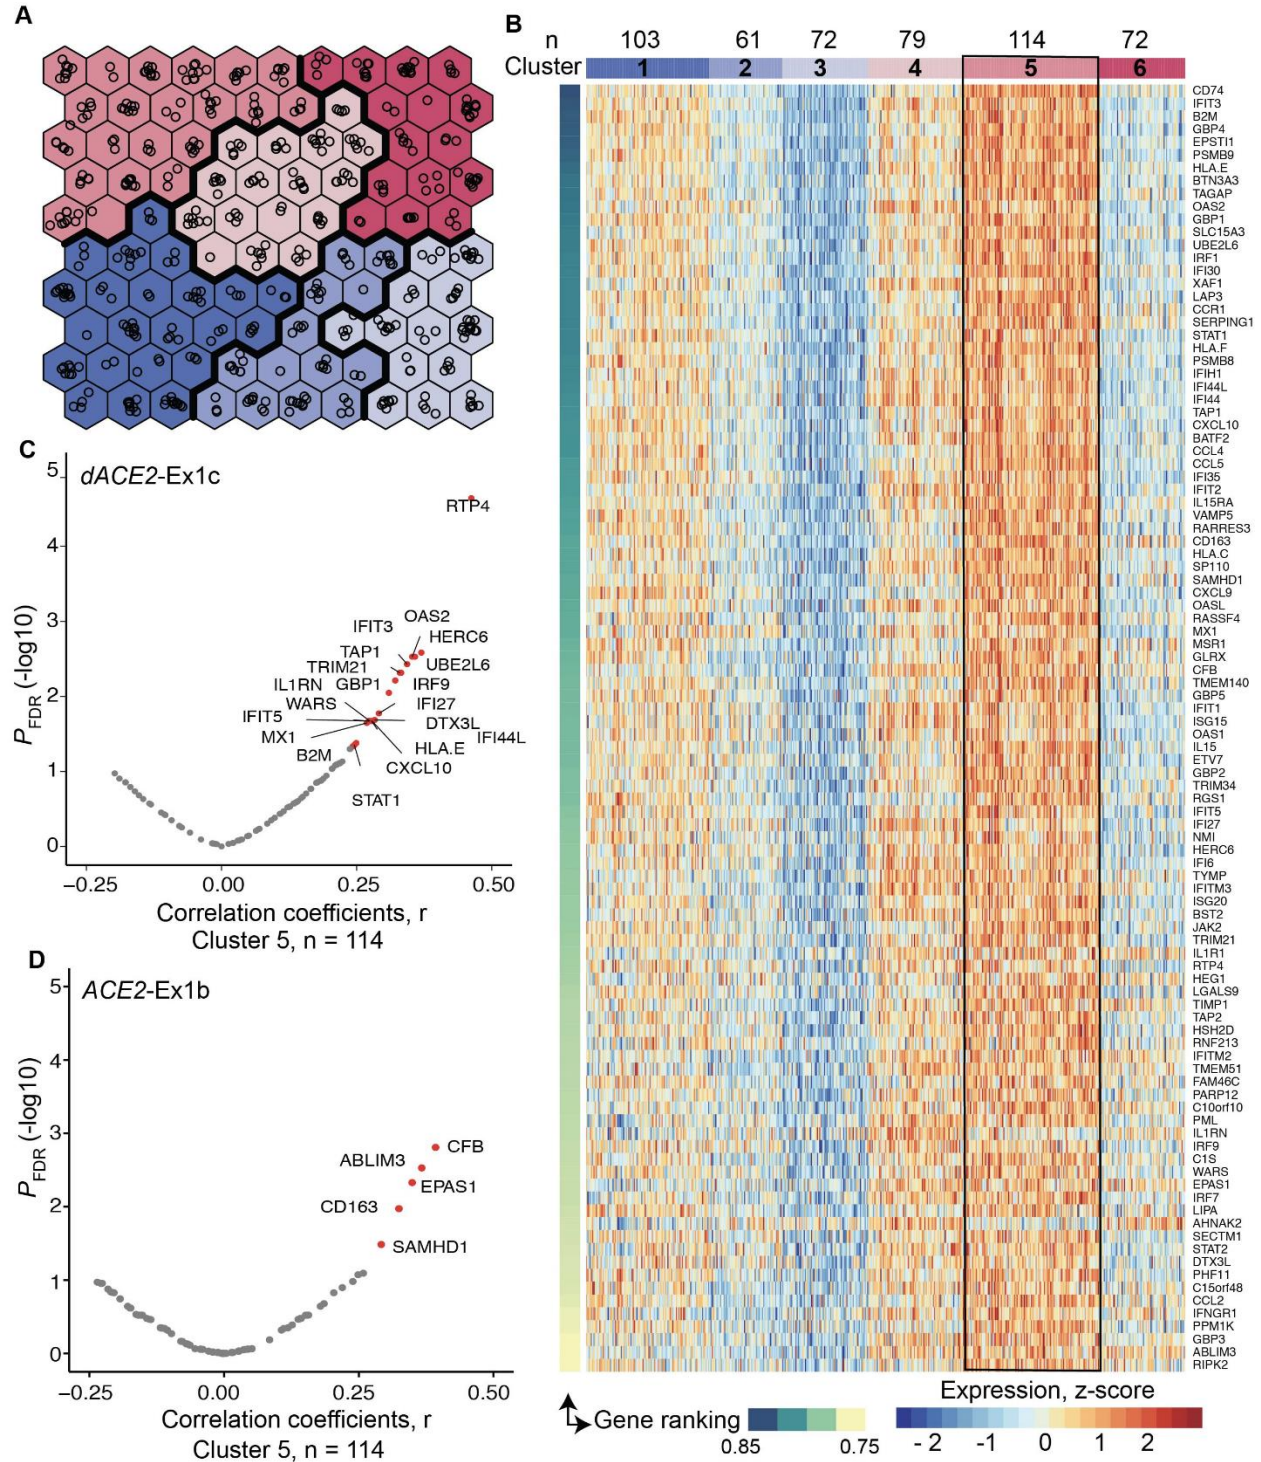 A
B
n 103 61 72 79 114 72
Cluster 1 2 3 4 5 6
CD74
IFIT3
B2M
GBP4
EPSTI1
PSMB9
HLA.E
BTN3A3
TAGAP
OAS2
GBP1
SLC15A3
UBE2L6
IRF1
IFI30
XAF1
LAP3
CCR1
SERPING1
STAT1
HLA.F
PSMB8
IFIH1
IFI44L
IFI44
TAP1
CXCL10
BATF2
CCL4
CCL5
IFI35
IFIT2
IL15RA
VAMP5
RARRES3
CD163
HLA.C
SP110
SAMHD1
CXCL9
OASL
RASSF4
MX1
MSR1
GLRX
CFB
TMEM140
GBP5
IFIT1
ISG15
OAS1
IL15
ETV7
GBP2
TRIM34
RGS1
IFIT5
IFI27
NMI
HERC6
IFI6
TYMP
IFITM3
ISG20
BST2
JAK2
TRIM21
IL1R1
RTP4
HEG1
LGALS9
TIMP1
TAP2
HSH2D
RNF213
IFITM2
TMEM51
FAM46C
PARP12
C10orf10
PML
IL1RN
IRF9
C1S
WARS
EPAS1
IRF7
LIPA
AHNAK2
SECTM1
STAT2
DTX3L
PHF11
C15orf48
CCL2
IFNGR1
PPM1K
GBP3
ABLIM3
RIPK2
Gene ranking
0.85 0.75
Expression, z-score
- 2 -1 0 1 2
C
dACE2-Ex1c
PFDR (-log10)
5
4
3
2
1
0
RTP4
OAS2
IFIT3
HERC6
TAP1
UBE2L6
TRIM21
IL1RN GBP1 IRF9
WARS IFI27
IFIT5 DTX3L
MX1 IFI44L
B2M HLA.E
CXCL10
STAT1
−0.25 0.00 0.25 0.50
Correlation coefficients, r
Cluster 5, n = 114
D
ACE2-Ex1b
PFDR (-log10)
5
4
3
2
1
0
CFB
ABLIM3
EPAS1
CD163
SAMHD1
−0.25 0.00 0.25 0.50
Correlation coefficients, r
Cluster 5, n = 114